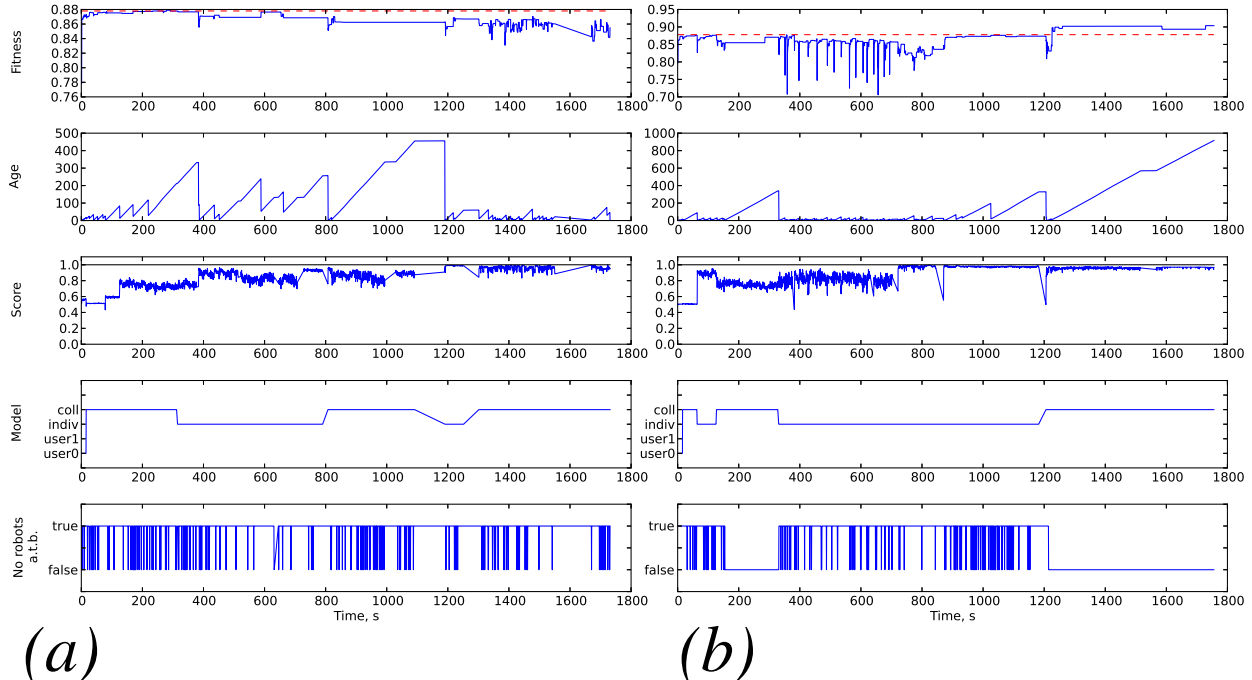 Fitness
0.88
0.86
0.84
0.82
0.80
0.78
0.76
0 200 400 600 800 1000 1200 1400 1600 1800
0.95
0.90
0.85
0.80
0.75
0.70
0 200 400 600 800 1000 1200 1400 1600 1800
Age
500
400
300
200
100
0
0 200 400 600 800 1000 1200 1400 1600 1800
1000
800
600
400
200
0
0 200 400 600 800 1000 1200 1400 1600 1800
Score
1.0
0.8
0.6
0.4
0.2
0.0
0 200 400 600 800 1000 1200 1400 1600 1800
1.0
0.8
0.6
0.4
0.2
0.0
0 200 400 600 800 1000 1200 1400 1600 1800
Model
coll
indiv
user1
user0
0 200 400 600 800 1000 1200 1400 1600 1800
coll
indiv
user1
user0
0 200 400 600 800 1000 1200 1400 1600 1800
No robots
a.t.b.
true
false
0 200 400 600 800 1000 1200 1400 1600 1800
Time, s
true
false
0 200 400 600 800 1000 1200 1400 1600 1800
Time, s
(a)
(b)